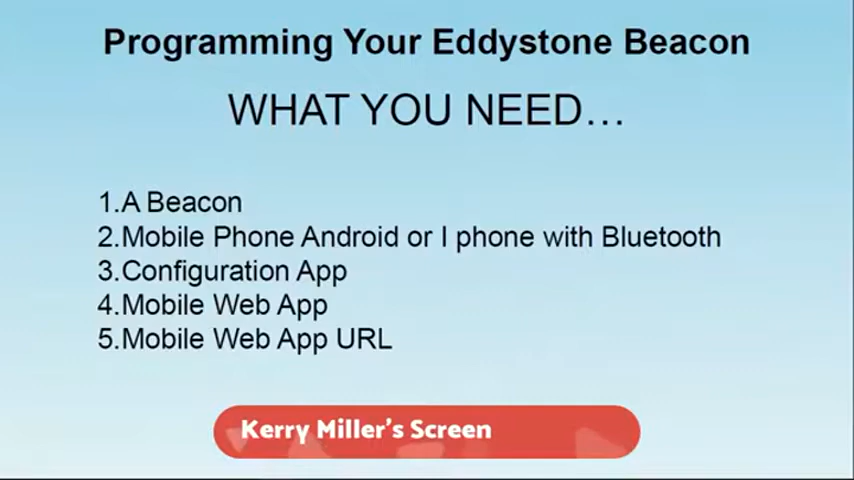 Programming Your Eddystone Beacon
WHAT YOU NEED…
1.A Beacon
2.Mobile Phone Android or I phone with Bluetooth
3.Configuration App
4.Mobile Web App
5.Mobile Web App URL
Kerry Miller's Screen